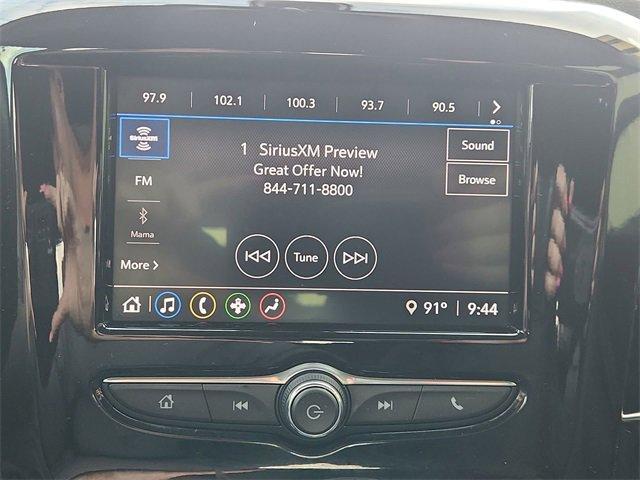 97.9 102.1 100.3 93.7 90.5
SiriusXM
1 SiriusXM Preview
Sound
Great Offer Now!
844-711-8800
FM
Browse
Mama
More
Tune
91° 9:44